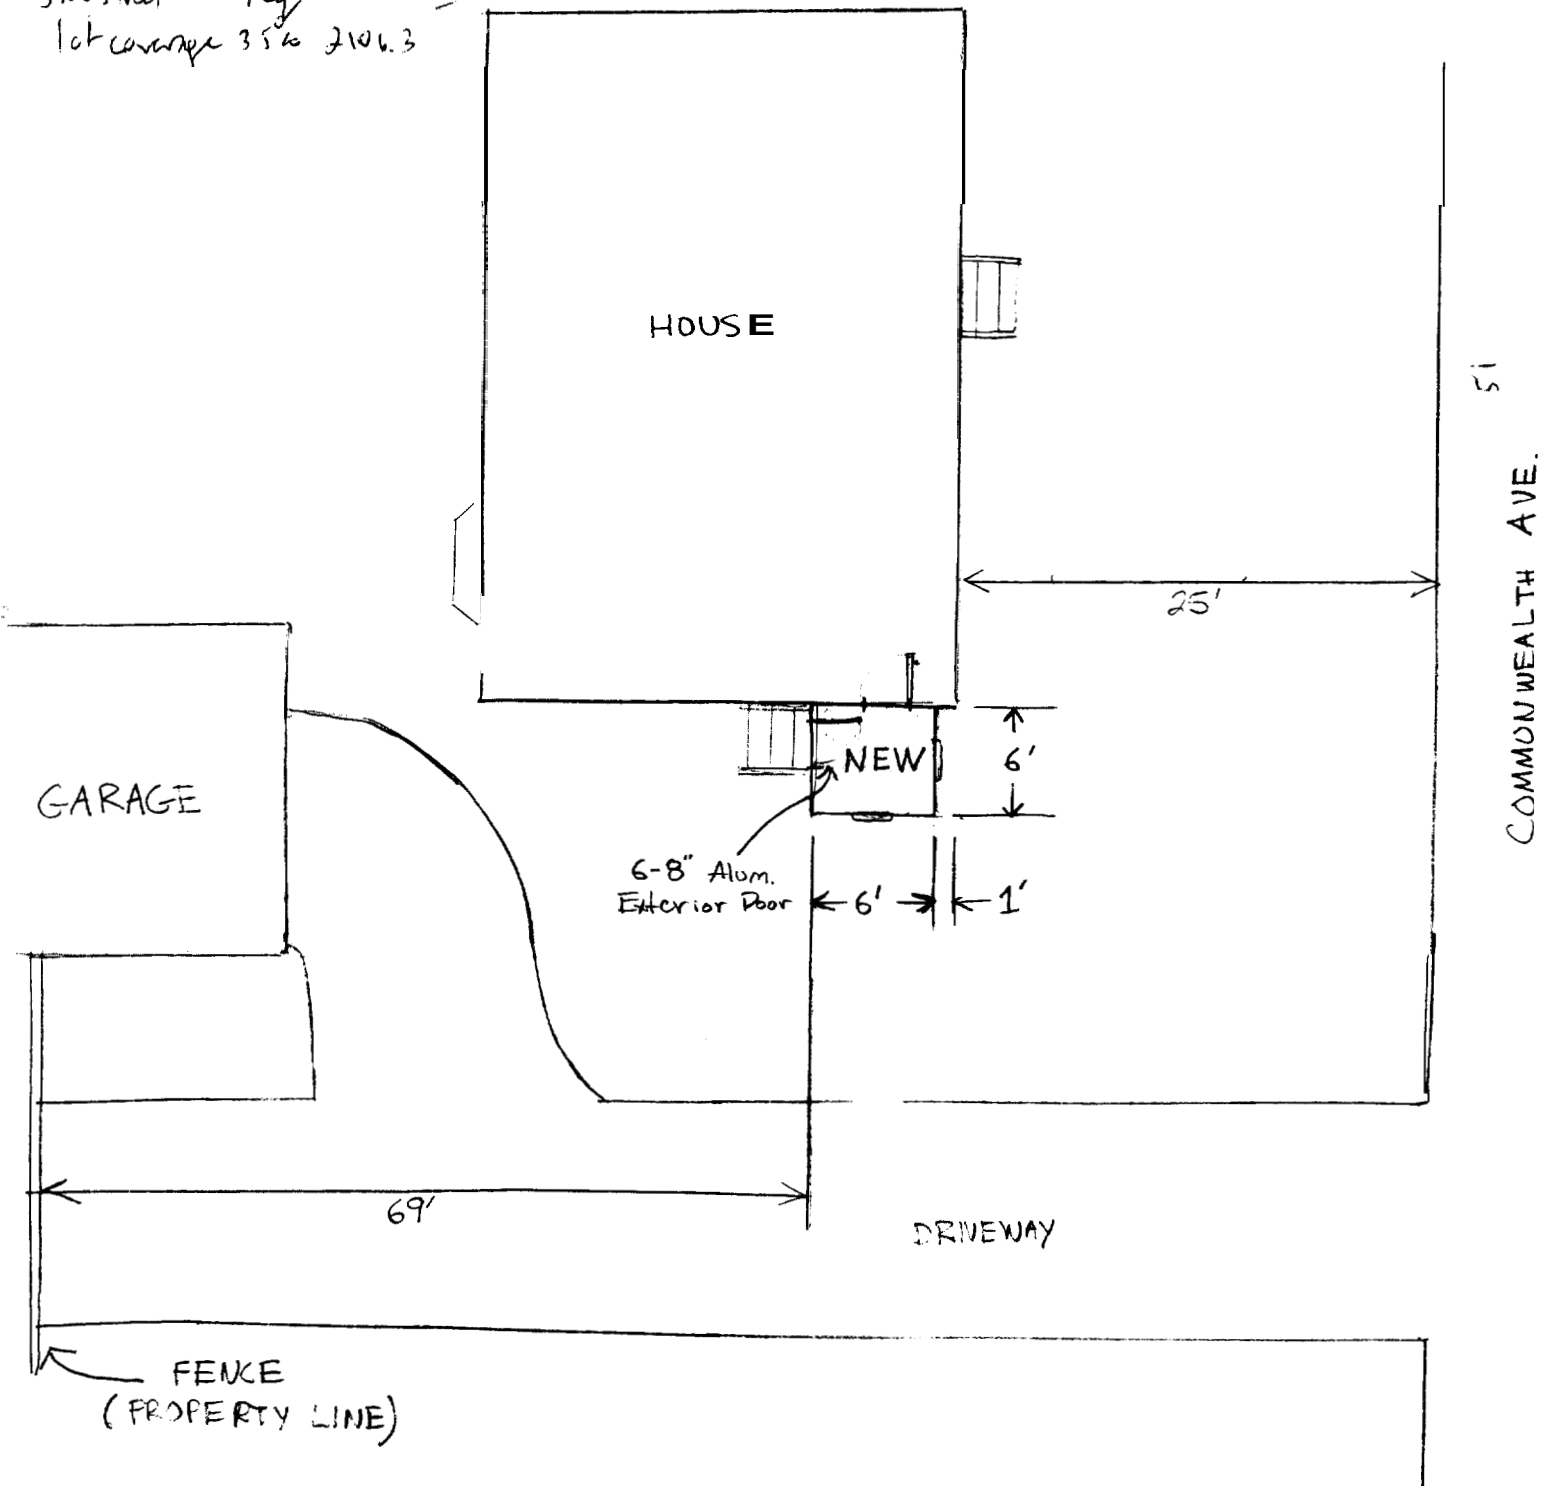 lot coverage 35% 2106.3
HOUSE
25'
COMMONWEALTH AVE.
NEW
6'
GARAGE
6-8" Alum.
Exterior Door
6'
1'
69'
DRIVEWAY
FENCE
(PROPERTY LINE)